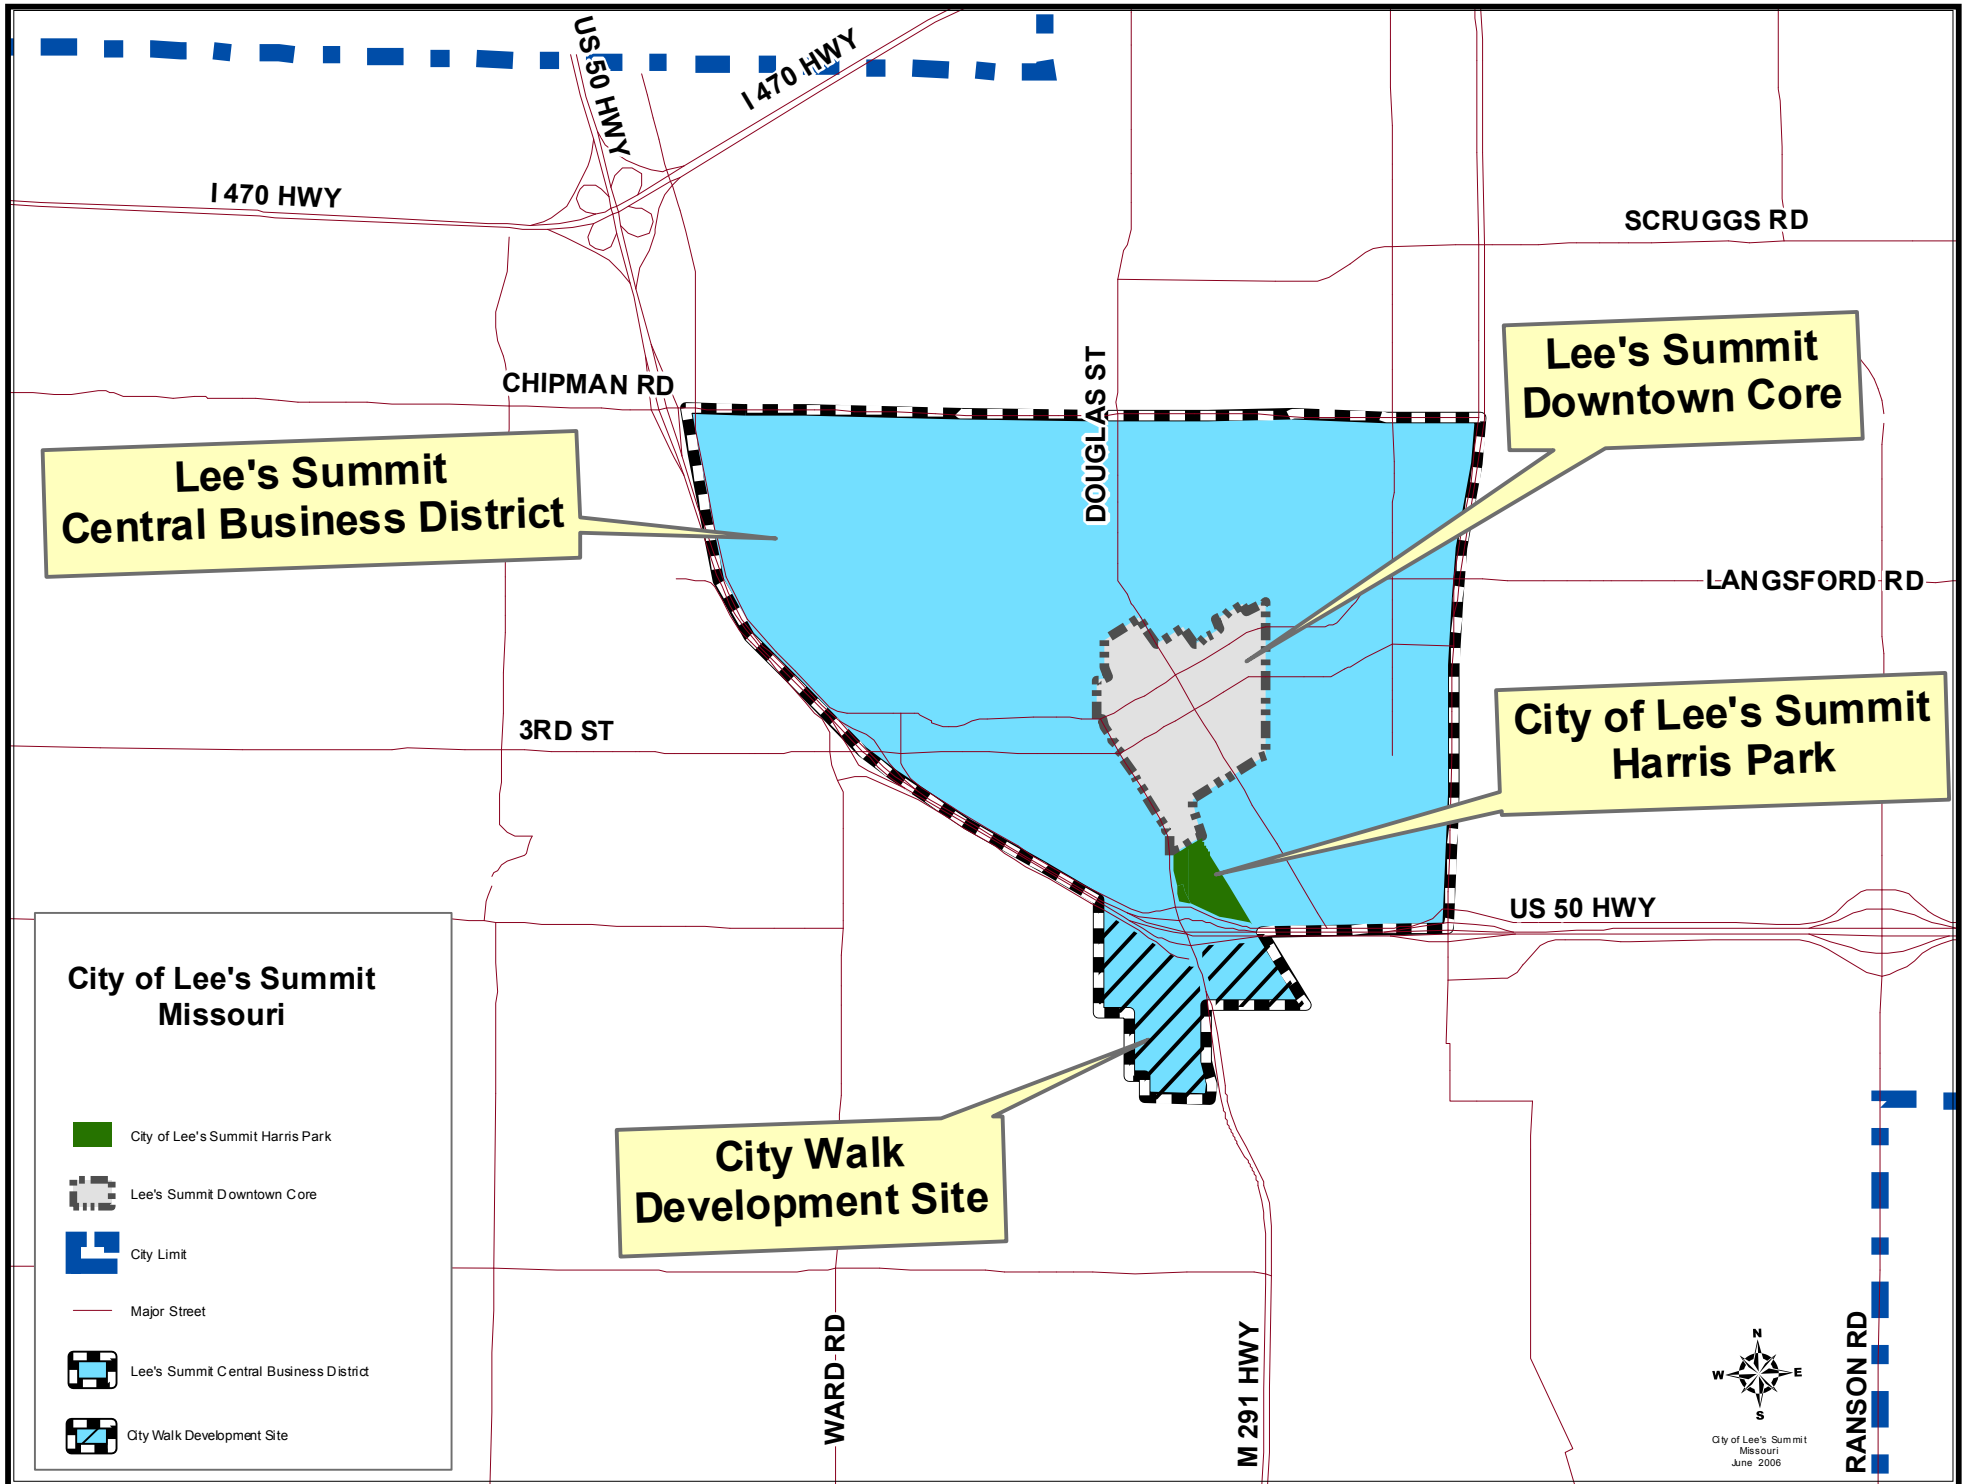 US 50 HWY
I 470 HWY
I 470 HWY
SCRUGGS RD
Lee's Summit
Downtown Core
CHIPMAN RD
DOUGLAS ST
Lee's Summit
Central Business District
LANGSFORD RD
City of Lee's Summit
Harris Park
3RD ST
US 50 HWY
City Walk
Development Site
WARD RD
M 291 HWY
RANSON RD
City of Lee's Summit
Missouri
City of Lee's Summit Harris Park
Lee's Summit Downtown Core
City Limit
Major Street
Lee's Summit Central Business District
City Walk Development Site
N
W
E
S
City of Lee's Summit
Missouri
June 2006